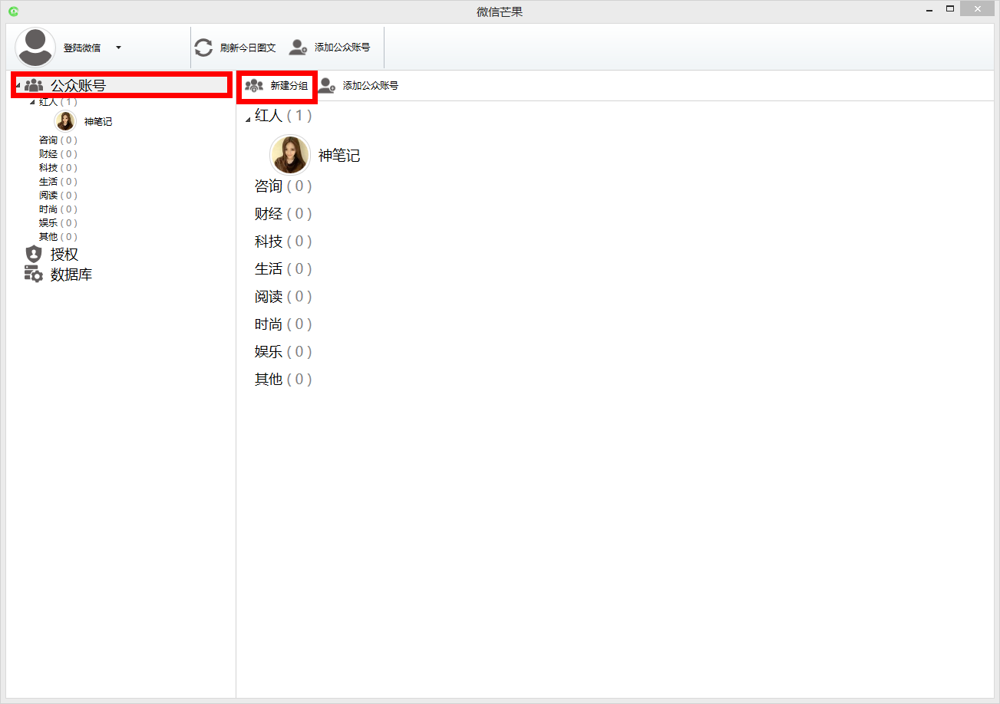 微信芒果
登陆微信
刷新今日图文
添加公众账号
公众账号
红人 ( 1 )
神笔记
咨询 ( 0 )
财经 ( 0 )
科技 ( 0 )
生活 ( 0 )
阅读 ( 0 )
时尚 ( 0 )
娱乐 ( 0 )
其他 ( 0 )
授权
数据库
新建分组
添加公众账号
红人 ( 1 )
神笔记
咨询 ( 0 )
财经 ( 0 )
科技 ( 0 )
生活 ( 0 )
阅读 ( 0 )
时尚 ( 0 )
娱乐 ( 0 )
其他 ( 0 )